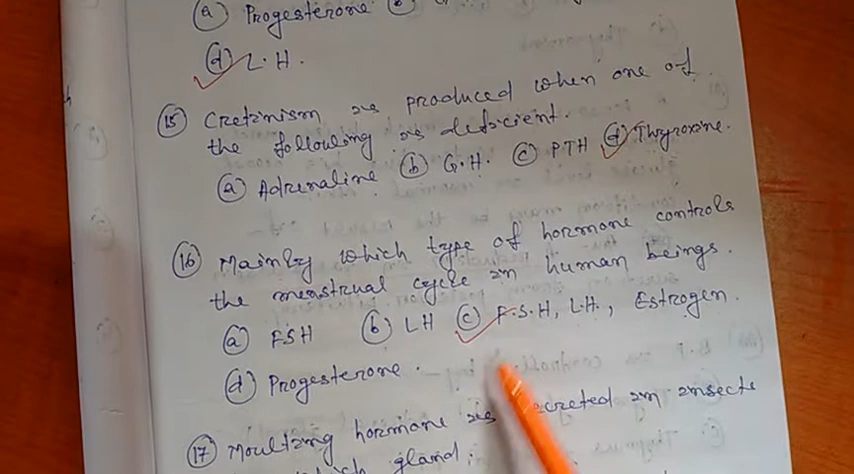 (a) Progesterone (b)
(d) L.H.
(15) Cretinism is produced when one of
the following is deficient.
(a) Adrenaline (b) G.H. (c) PTH (d) Thyroxine.
(16) Mainly which type of hormone controls
the menstrual cycle in human beings.
(a) FSH (b) LH (c) F.S.H, L.H., Estrogen.
(d) Progesterone.
(17) Moulting hormone is secreted in insects
gland.